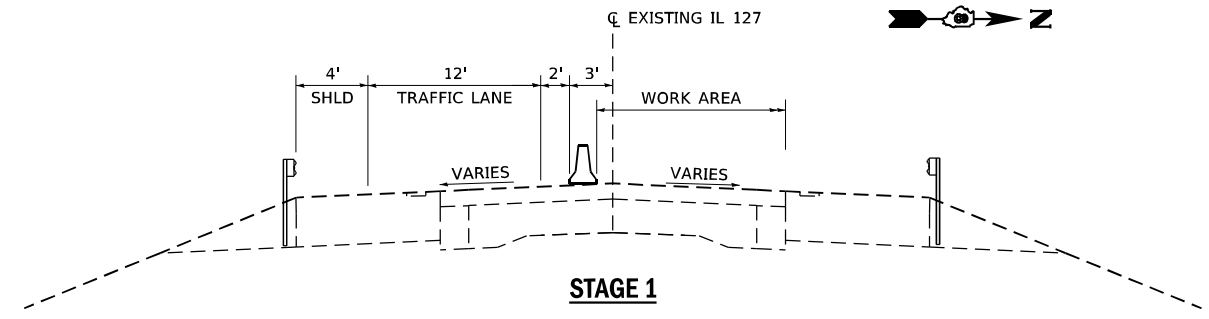 ℄ EXISTING IL 127
N
4' 12' 2' 3'
SHLD TRAFFIC LANE WORK AREA
VARIES VARIES
STAGE 1